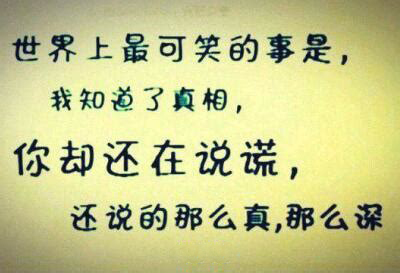 世界上最可笑的事是，
我知道了真相，
你却还在说谎，
还说的那么真，那么深